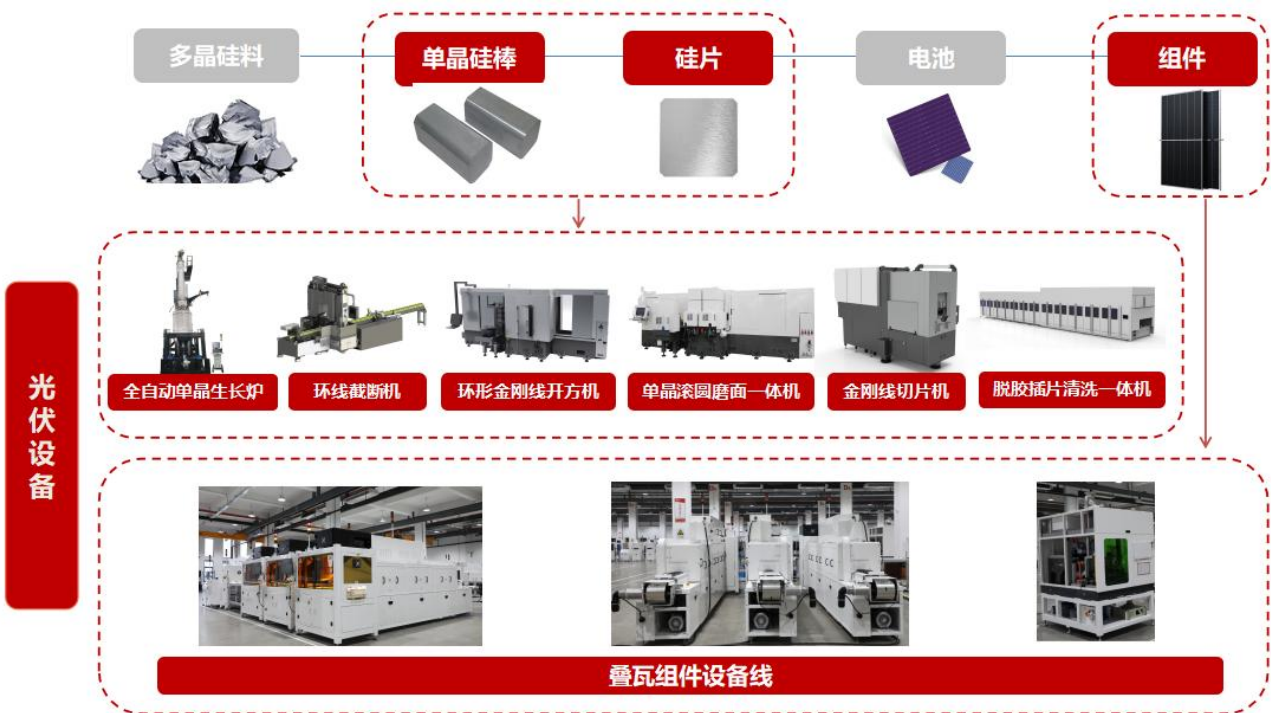 多晶硅料
单晶硅棒
硅片
电池
组件
光伏设备
全自动单晶生长炉
环线截断机
环形金刚线开方机
单晶滚圆磨面一体机
金刚线切片机
脱胶插片清洗一体机
叠瓦组件设备线